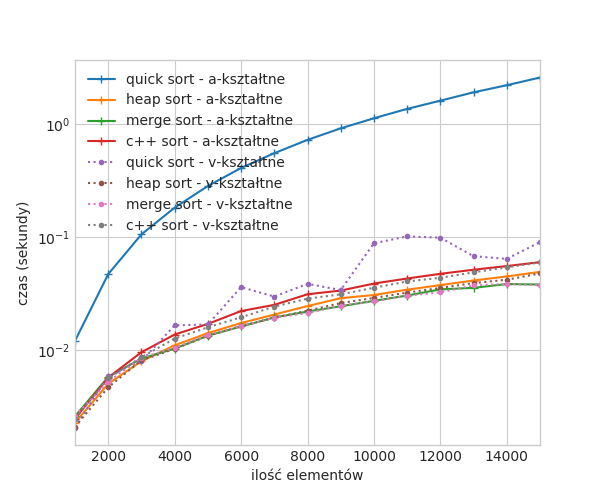 quick sort - a-kształtne
heap sort - a-kształtne
merge sort - a-kształtne
c++ sort - a-kształtne
quick sort - v-kształtne
heap sort - v-kształtne
merge sort - v-kształtne
c++ sort - v-kształtne
10⁰
10⁻¹
10⁻²
czas (sekundy)
2000 4000 6000 8000 10000 12000 14000
ilość elementów